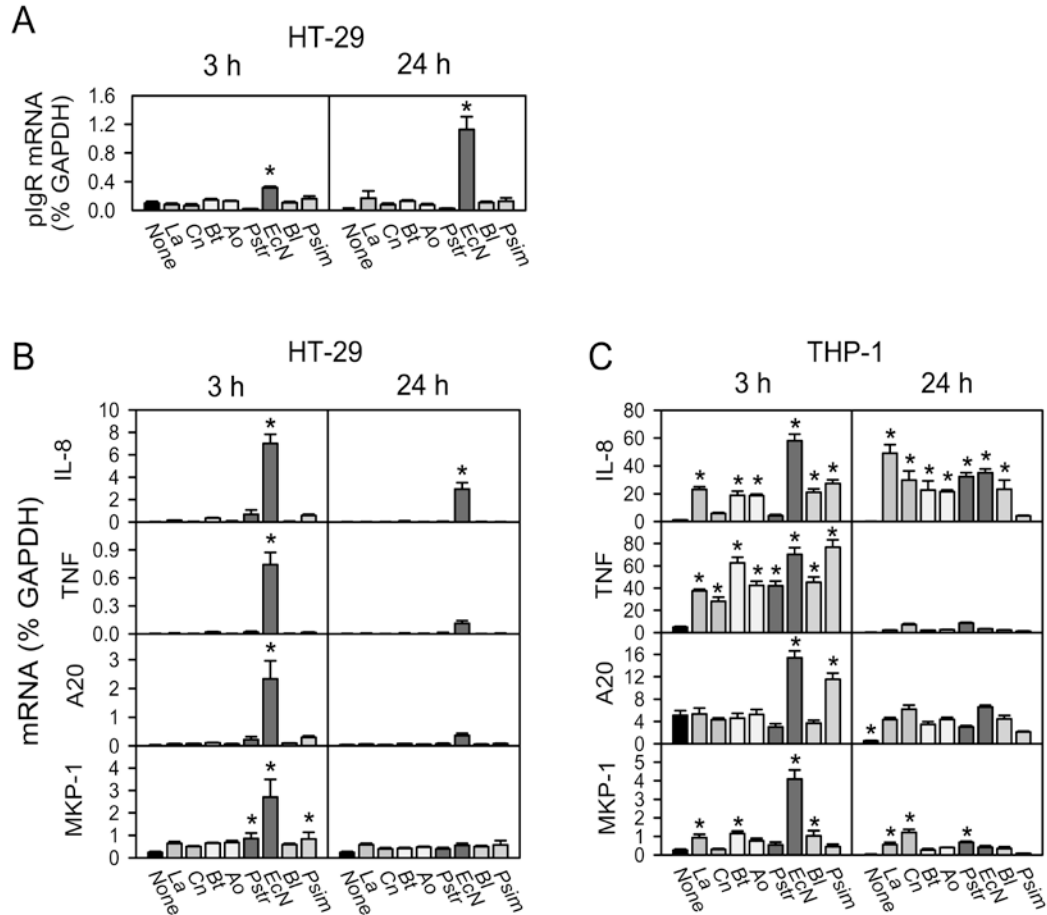 A
HT-29
3 h 24 h
pIgR mRNA
(% GAPDH)
1.6
1.2
0.8
0.4
0.0
*
*
None La Cn Bt Ao Pstr EcN Bl Psim None La Cn Bt Ao Pstr EcN Bl Psim
B
HT-29
3 h 24 h
mRNA (% GAPDH)
IL-8
10
8
6
4
2
0
*
*
TNF
0.9
0.6
0.3
0.0
*
A20
3
2
1
0
*
MKP-1
4
3
2
1
0
* * *
None La Cn Bt Ao Pstr EcN Bl Psim None La Cn Bt Ao Pstr EcN Bl Psim
C
THP-1
3 h 24 h
IL-8
80
60
40
20
0
* * * * * *
* * * * * * *
TNF
80
60
40
20
0
* * * * * * * *
A20
16
12
8
4
0
* *
*
MKP-1
5
4
3
2
1
0
* * * *
* * *
None La Cn Bt Ao Pstr EcN Bl Psim None La Cn Bt Ao Pstr EcN Bl Psim